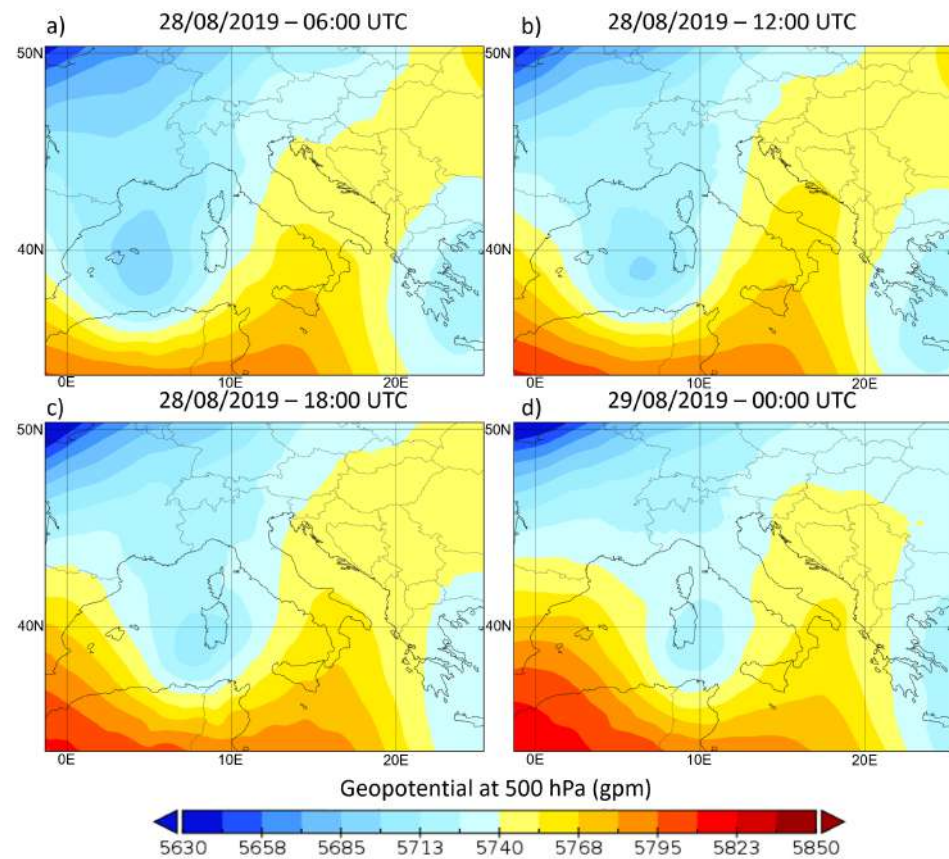 a) 28/08/2019 – 06:00 UTC
b) 28/08/2019 – 12:00 UTC
50N
50N
40N
40N
0E 10E 20E
0E 10E 20E
c) 28/08/2019 – 18:00 UTC
d) 29/08/2019 – 00:00 UTC
50N
50N
40N
40N
0E 10E 20E
0E 10E 20E
Geopotential at 500 hPa (gpm)
5630 5658 5685 5713 5740 5768 5795 5823 5850